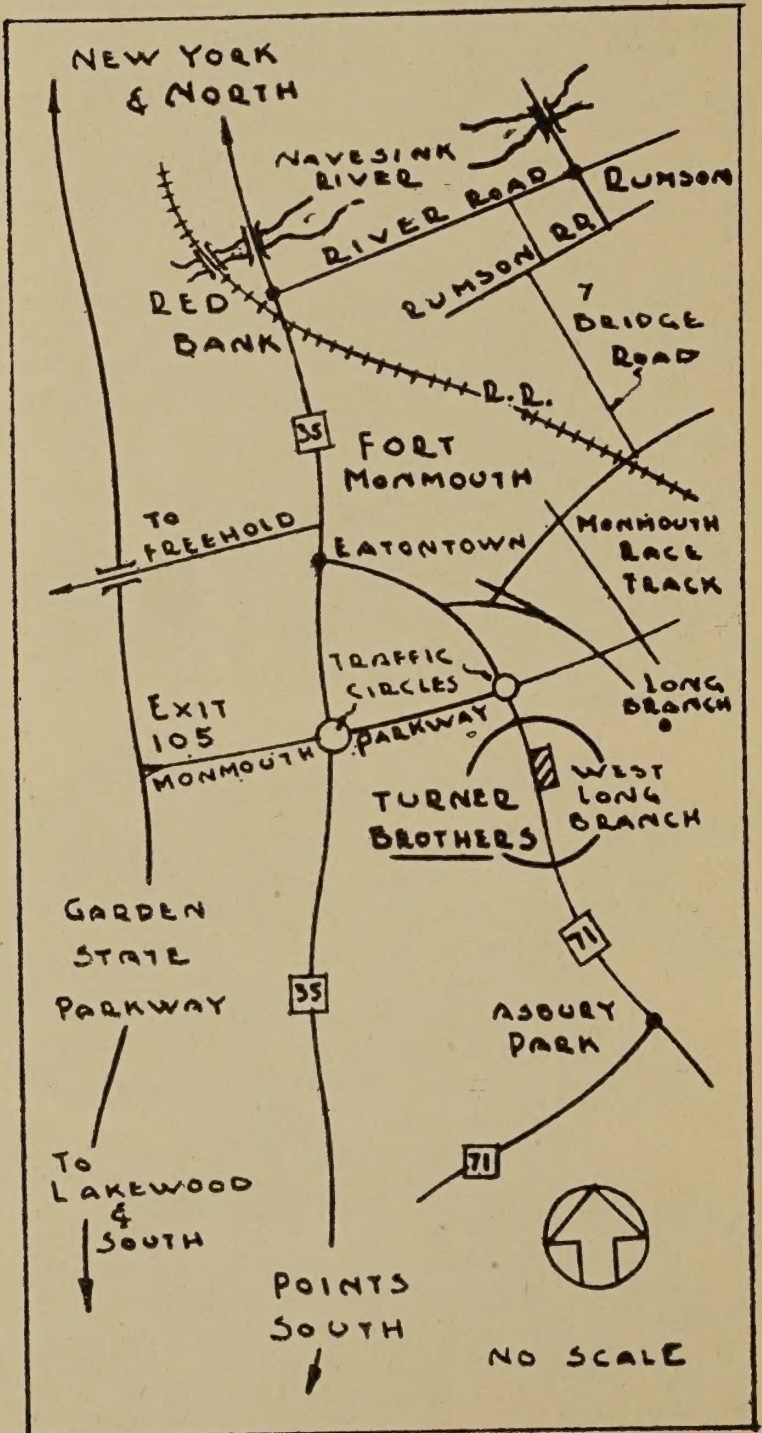 NEW YORK
& NORTH
NAVESINK
RIVER
RIVER ROAD
RUMSON
RUMSON RR
RED
BANK
7
BRIDGE
ROAD
R.R.
35
FORT
MONMOUTH
TO
FREEHOLD
EATONTOWN
MONMOUTH
RACE
TRACK
TRAFFIC
CIRCLES
LONG
BRANCH
EXIT
105
MONMOUTH PARKWAY
TURNER
BROTHERS
WEST
LONG
BRANCH
GARDEN
STATE
PARKWAY
35
71
ASBURY
PARK
71
TO
LAKEWOOD
&
SOUTH
POINTS
SOUTH
NO SCALE